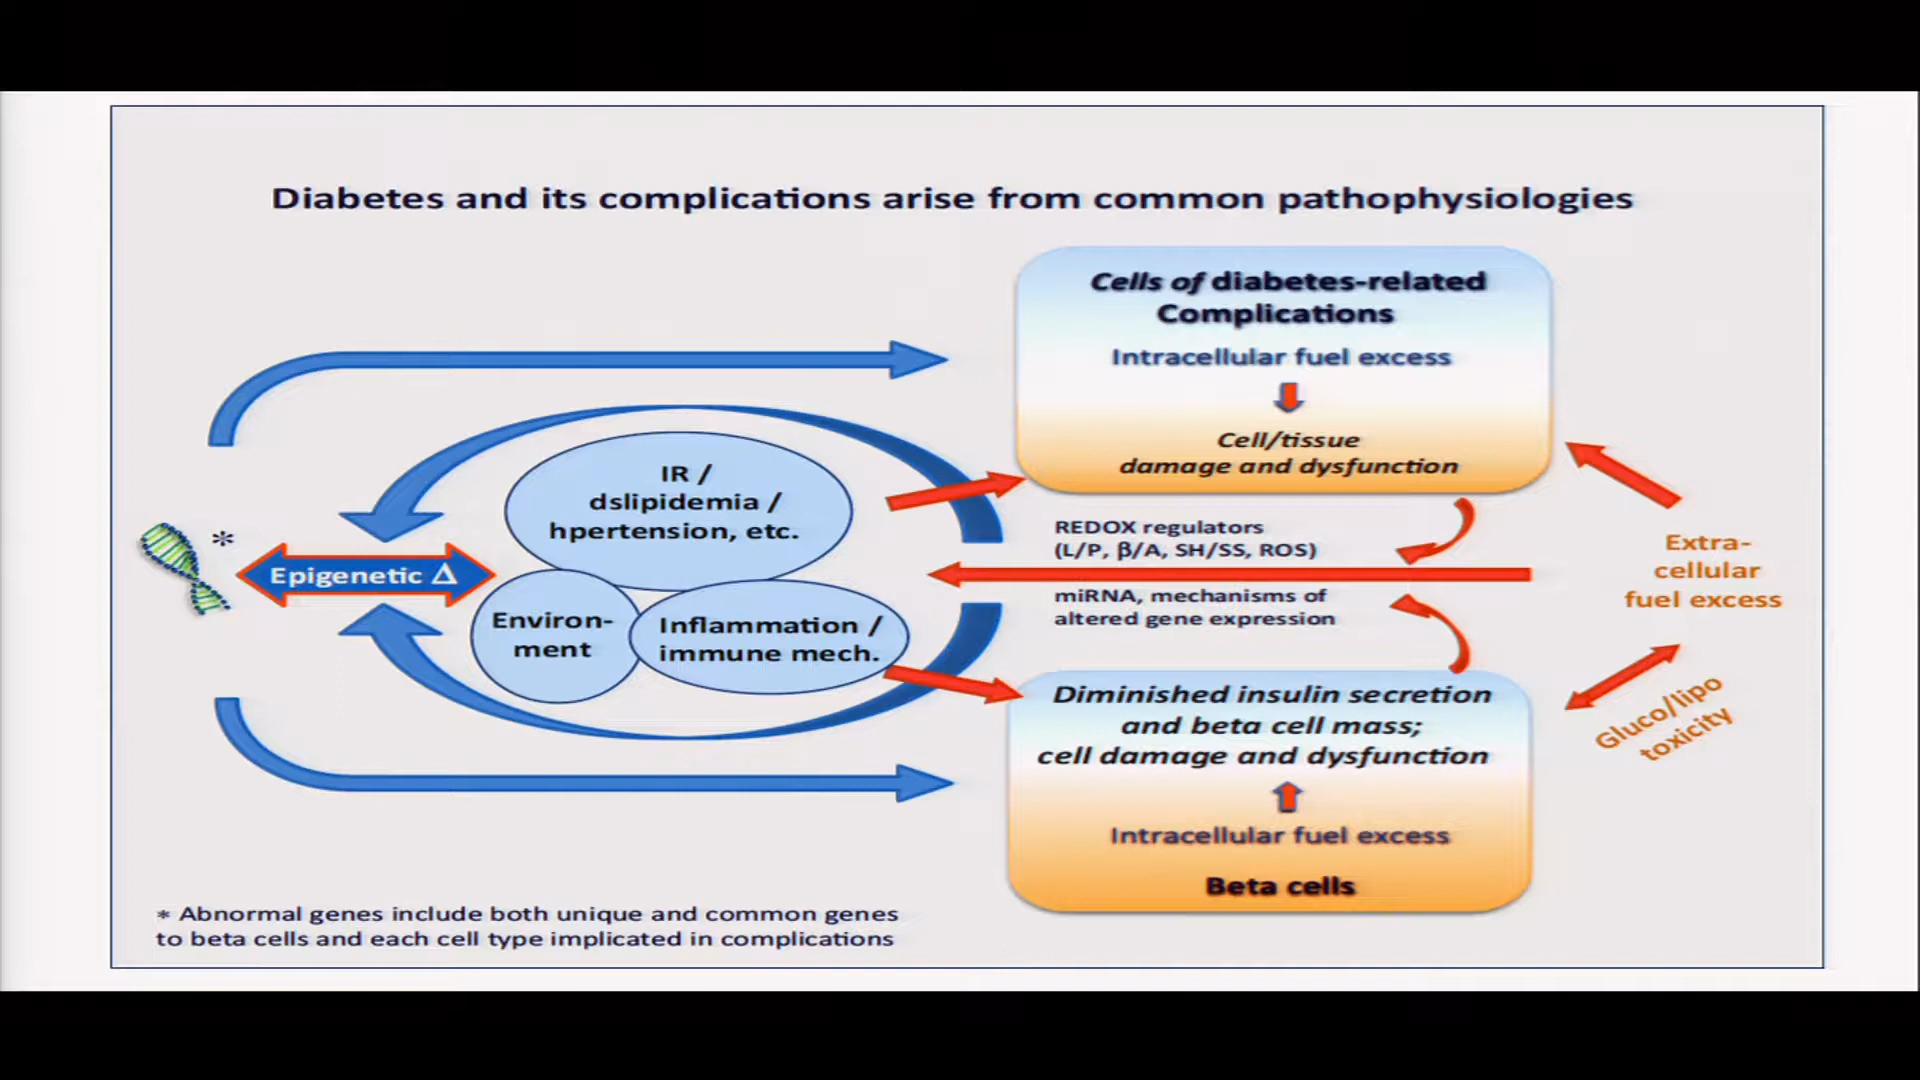 Diabetes and its complications arise from common pathophysiologies
Cells of diabetes-related
Complications
Intracellular fuel excess
Cell/tissue
damage and dysfunction
IR /
dslipidemia /
hpertension, etc.
*
Epigenetic Δ
Environ-
ment
Inflammation /
immune mech.
REDOX regulators
(L/P, β/A, SH/SS, ROS)
miRNA, mechanisms of
altered gene expression
Extra-
cellular
fuel excess
Gluco/lipo
toxicity
Diminished insulin secretion
and beta cell mass;
cell damage and dysfunction
Intracellular fuel excess
Beta cells
* Abnormal genes include both unique and common genes
to beta cells and each cell type implicated in complications